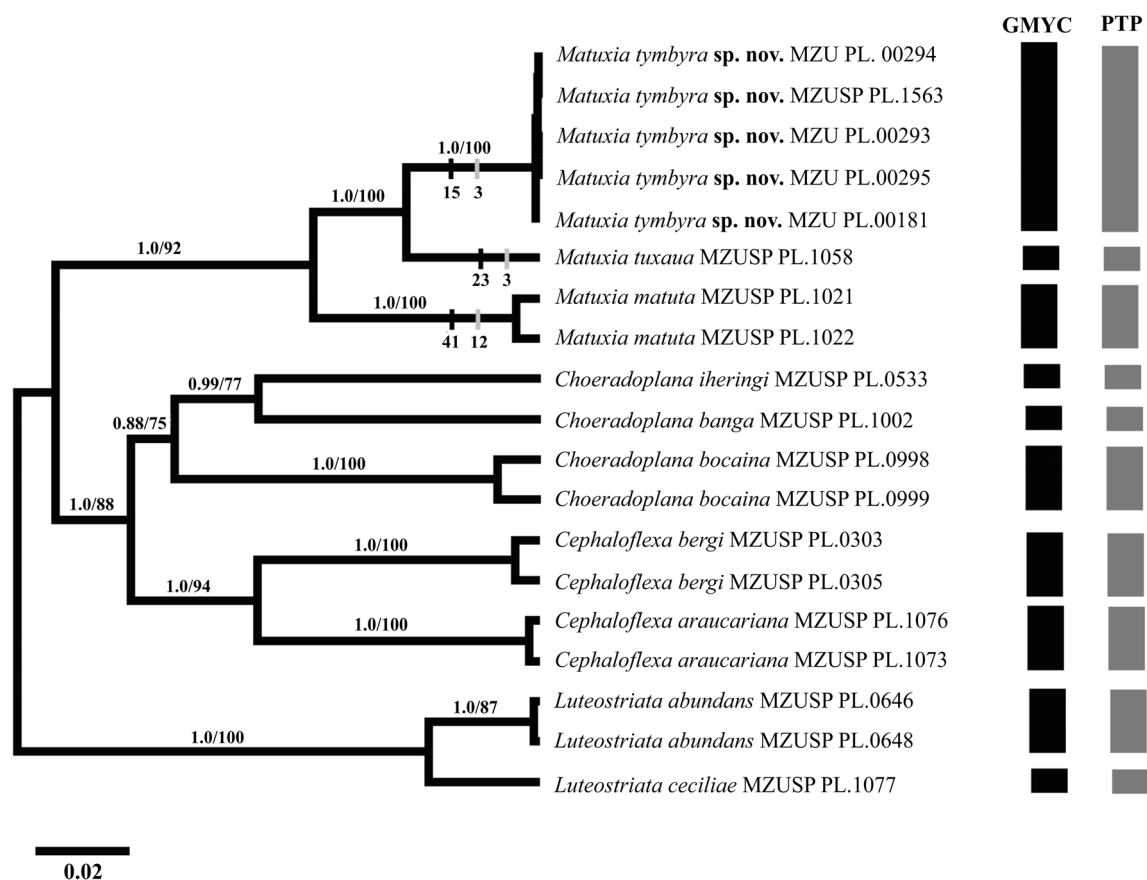 GMYC PTP
Matuxia tymbyra sp. nov. MZU PL. 00294
Matuxia tymbyra sp. nov. MZUSP PL.1563
Matuxia tymbyra sp. nov. MZU PL.00293
1.0/100
15 3
Matuxia tymbyra sp. nov. MZU PL.00295
1.0/100
Matuxia tymbyra sp. nov. MZU PL.00181
1.0/92
Matuxia tuxaua MZUSP PL.1058
23 3
Matuxia matuta MZUSP PL.1021
1.0/100
41 12
Matuxia matuta MZUSP PL.1022
0.99/77
Choeradoplana iheringi MZUSP PL.0533
0.88/75
Choeradoplana banga MZUSP PL.1002
1.0/100
Choeradoplana bocaina MZUSP PL.0998
Choeradoplana bocaina MZUSP PL.0999
1.0/88
1.0/100
Cephaloflexa bergi MZUSP PL.0303
Cephaloflexa bergi MZUSP PL.0305
1.0/94
1.0/100
Cephaloflexa araucariana MZUSP PL.1076
Cephaloflexa araucariana MZUSP PL.1073
1.0/87
Luteostriata abundans MZUSP PL.0646
1.0/100
Luteostriata abundans MZUSP PL.0648
Luteostriata ceciliae MZUSP PL.1077
0.02